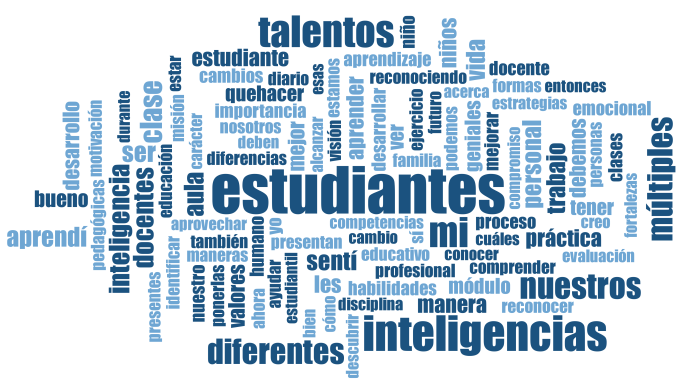 talentos
niño
niños
vida
estudiante
estar
esas
estamos
aprendizaje
cambios
diario
reconociendo
docente
quehacer
acerca
formas
entonces
estrategias
emocional
desarrollo
motivación
durante
clase
misión
carácter
importancia
nosotros
deben
diferencias
mejor
alcanzar
visión
aprender
desarrollar
ver
ejercicio
futuro
podemos
geniales
mejorar
familia
compromiso
personal
trabajo
debemos
personas
clases
múltiples
ser
educación
aula
estudiantes
bueno
pedagógicas
inteligencia
docentes
tener
fortalezas
creo
aprendí
aprovechar
humano
yo
competencias
sí
mi
proceso
cuáles
práctica
también
presentan
cambio
maneras
sentí
educativo
conocer
evaluación
presentes
identificar
nuestro
ponerlas
valores
ahora
ayudar
estudiantil
profesional
comprender
les
habilidades
módulo
nuestros
bien
cómo
disciplina
manera
reconocer
descubrir
inteligencias
diferentes